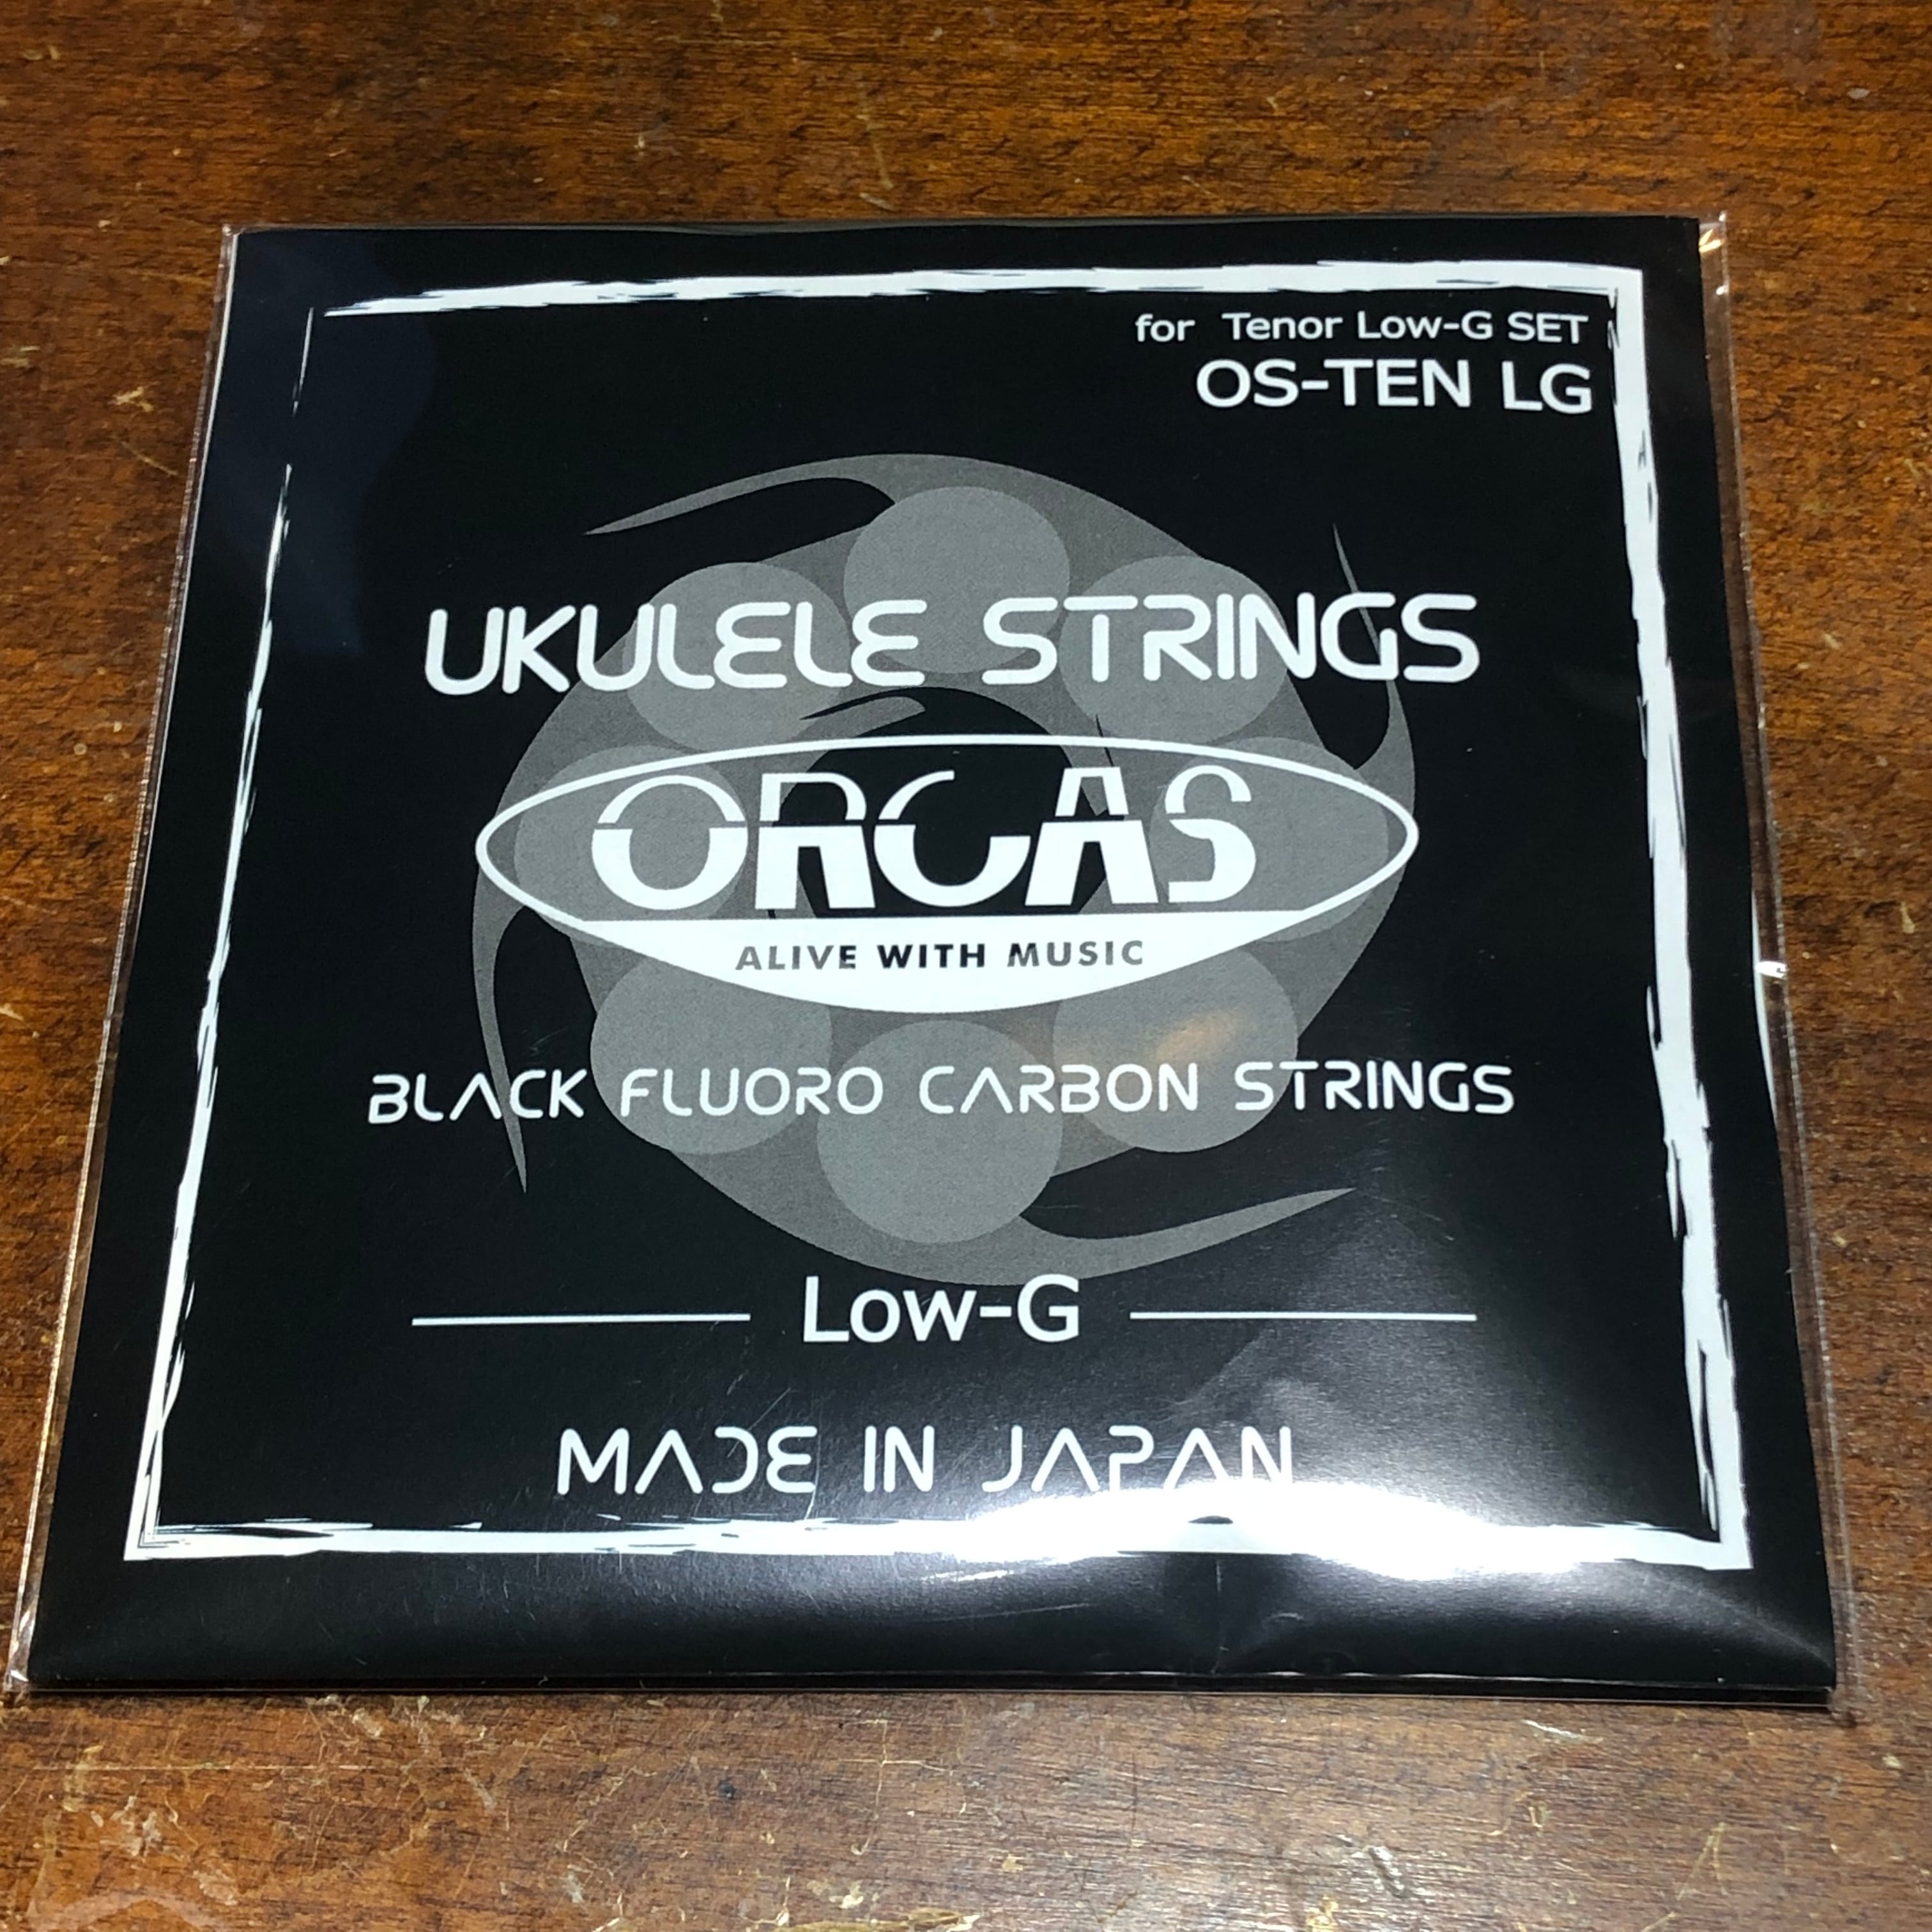 for Tenor Low-G SET
OS-TEN LG
UKULELE STRINGS
ORCAS
ALIVE WITH MUSIC
BLACK FLUORO CARBON STRINGS
Low-G
MADE IN JAPAN